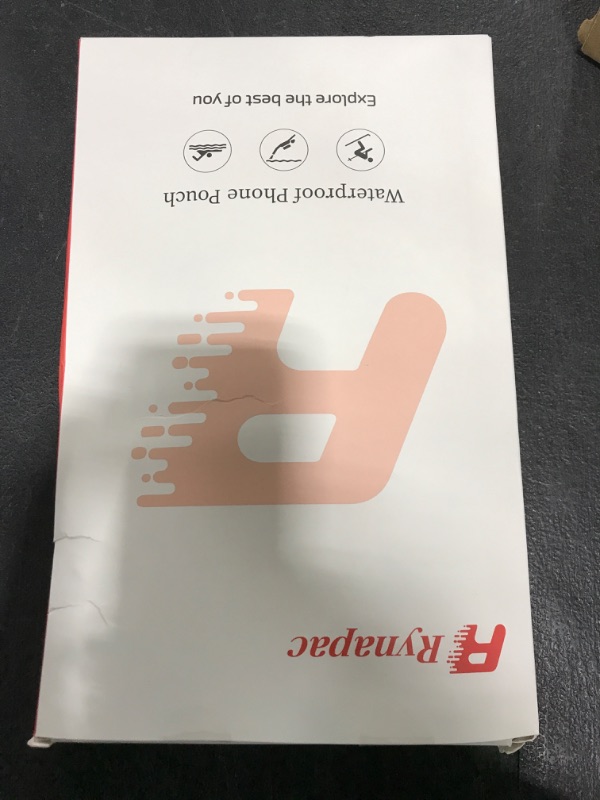 Rynapac
Waterproof Phone Pouch
Explore the best of you